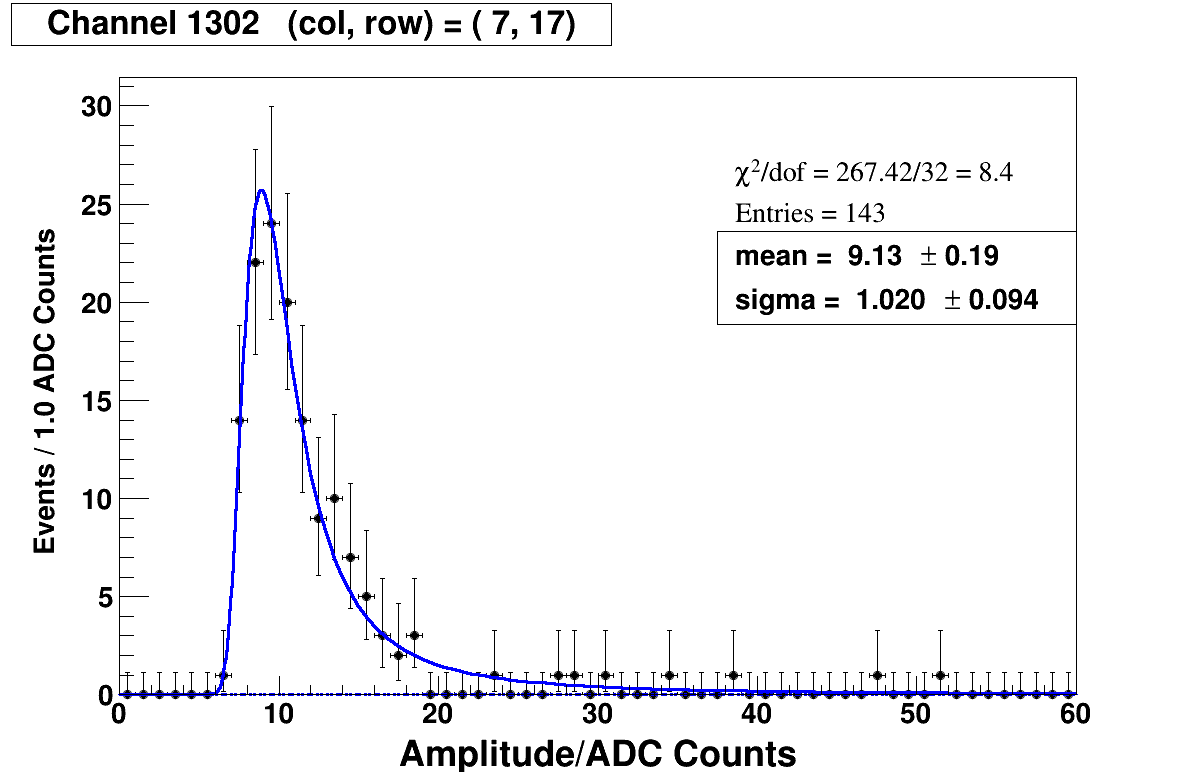 Channel 1302 (col, row) = ( 7, 17)
30
25
20
15
10
5
0
Events / 1.0 ADC Counts
χ²/dof = 267.42/32 = 8.4
Entries = 143
mean = 9.13 ± 0.19
sigma = 1.020 ± 0.094
0 10 20 30 40 50 60
Amplitude/ADC Counts